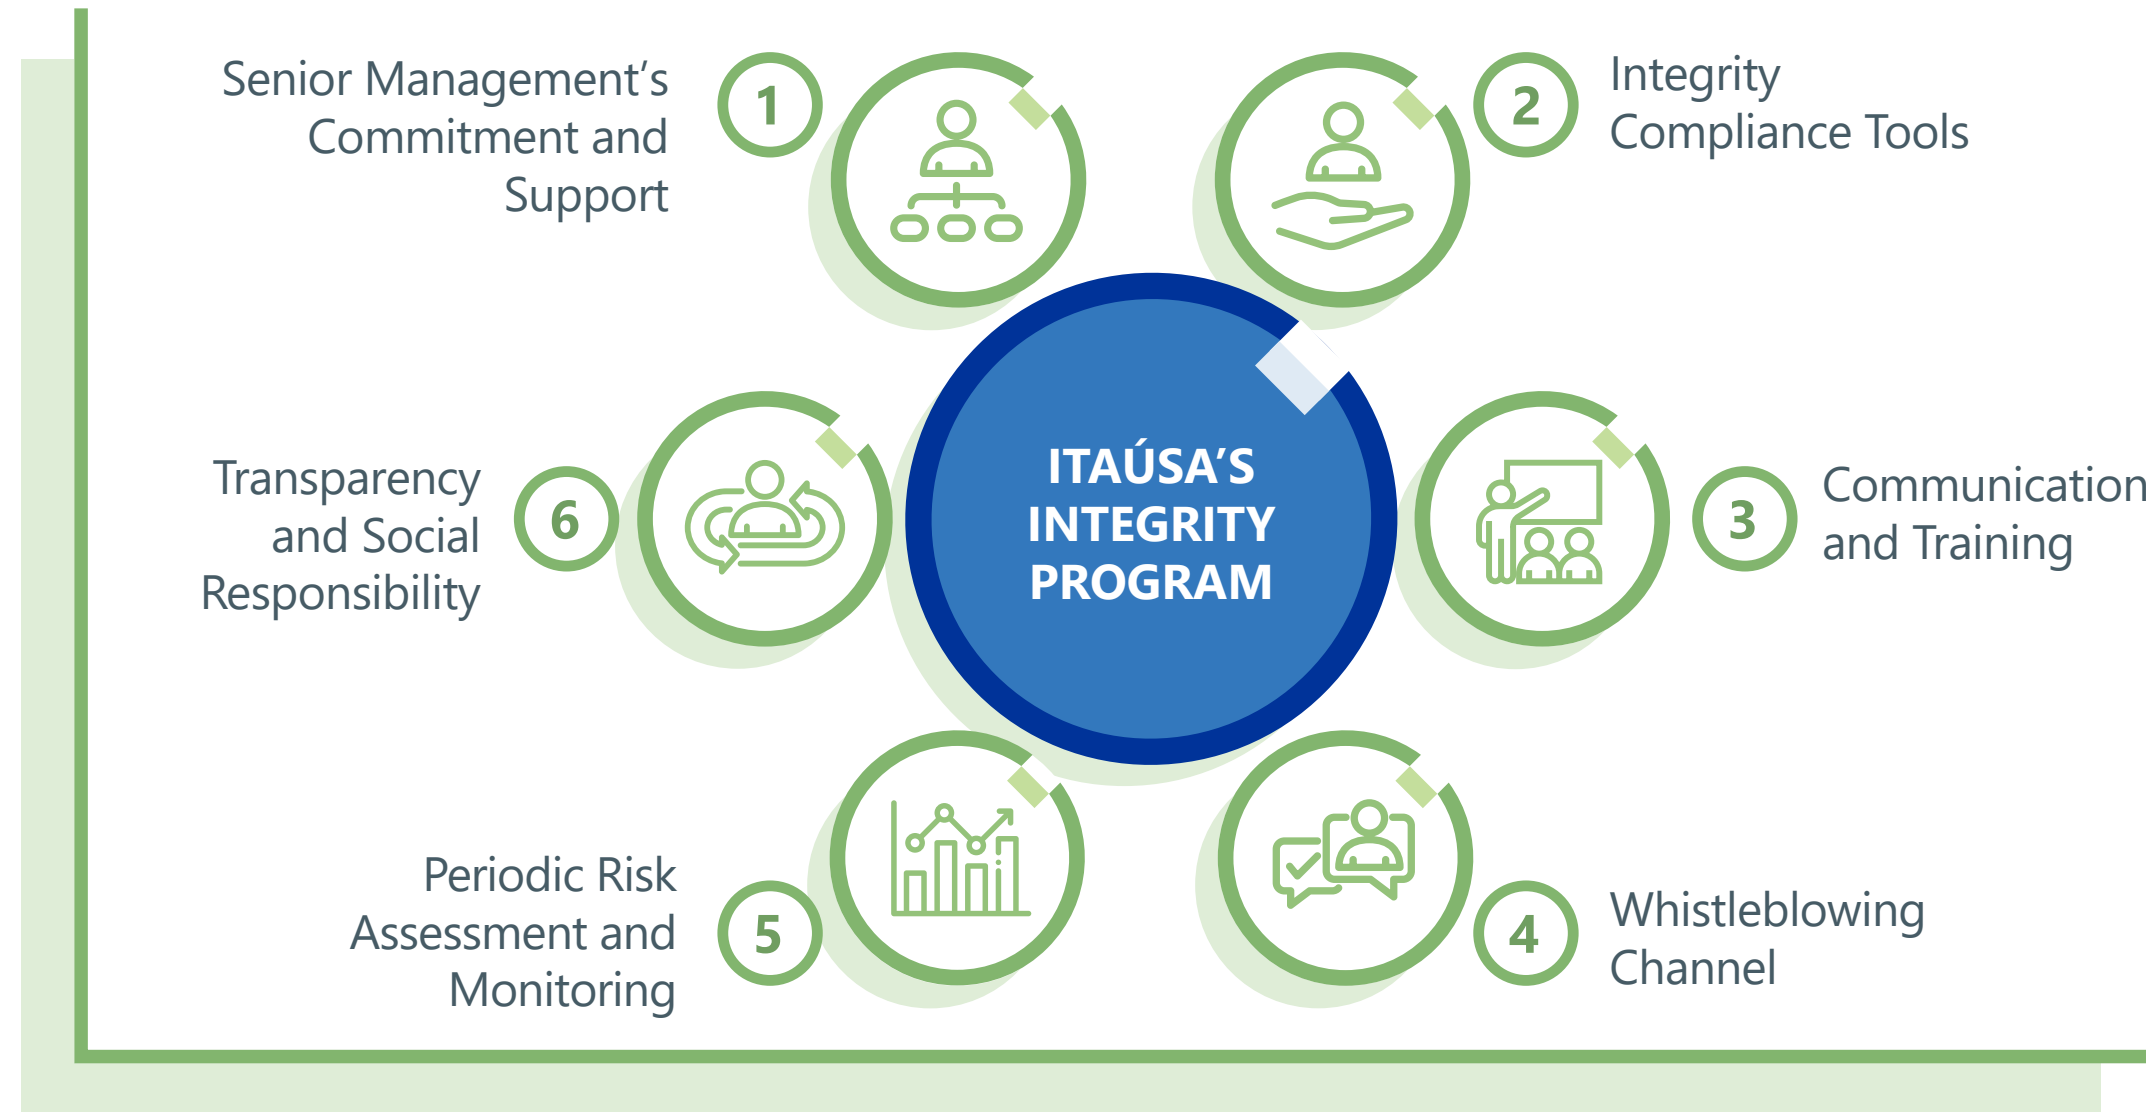 Senior Management’s
Commitment and
Support
1
2
Integrity
Compliance Tools
ITAÚSA’S
INTEGRITY
PROGRAM
3
Communication
and Training
4
Whistleblowing
Channel
5
Periodic Risk
Assessment and
Monitoring
6
Transparency
and Social
Responsibility